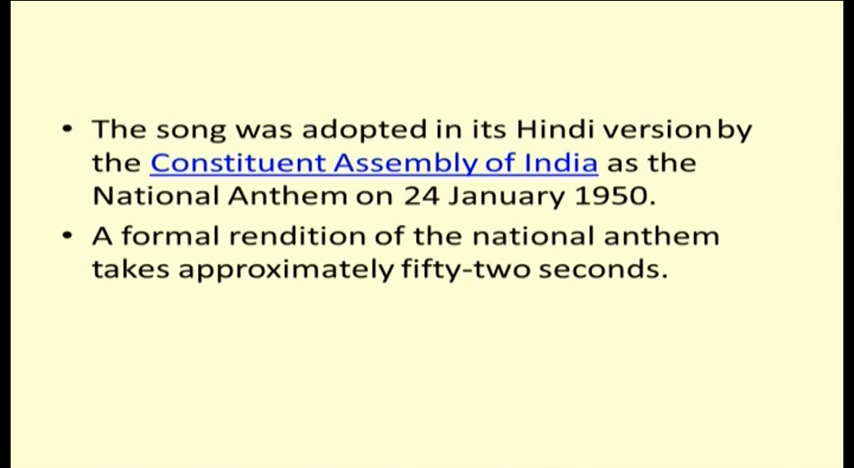 • The song was adopted in its Hindi version by
the Constituent Assembly of India as the
National Anthem on 24 January 1950.
• A formal rendition of the national anthem
takes approximately fifty-two seconds.